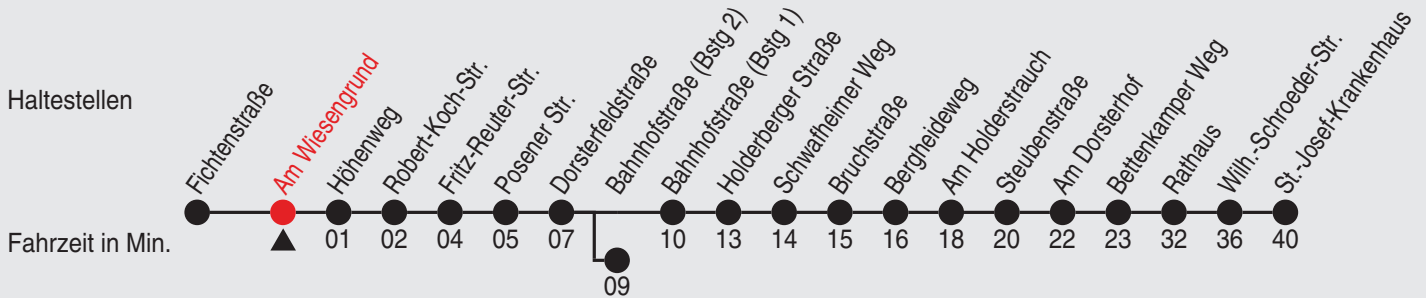 Haltestellen
Fichtenstraße
Am Wiesengrund
Höhenweg
Robert-Koch-Str.
Fritz-Reuter-Str.
Posener Str.
Dorsterfeldstraße
Bahnhofstraße (Bstg 2)
Bahnhofstraße (Bstg 1)
Holderberger Straße
Schwafheimer Weg
Bruchstraße
Bergheideweg
Am Holderstrauch
Steubenstraße
Am Dorsterhof
Bettenkamper Weg
Rathaus
Wilh.-Schroeder-Str.
St.-Josef-Krankenhaus
Fahrzeit in Min.
01 02 04 05 07 10 13 14 15 16 18 20 22 23 32 36 40
09